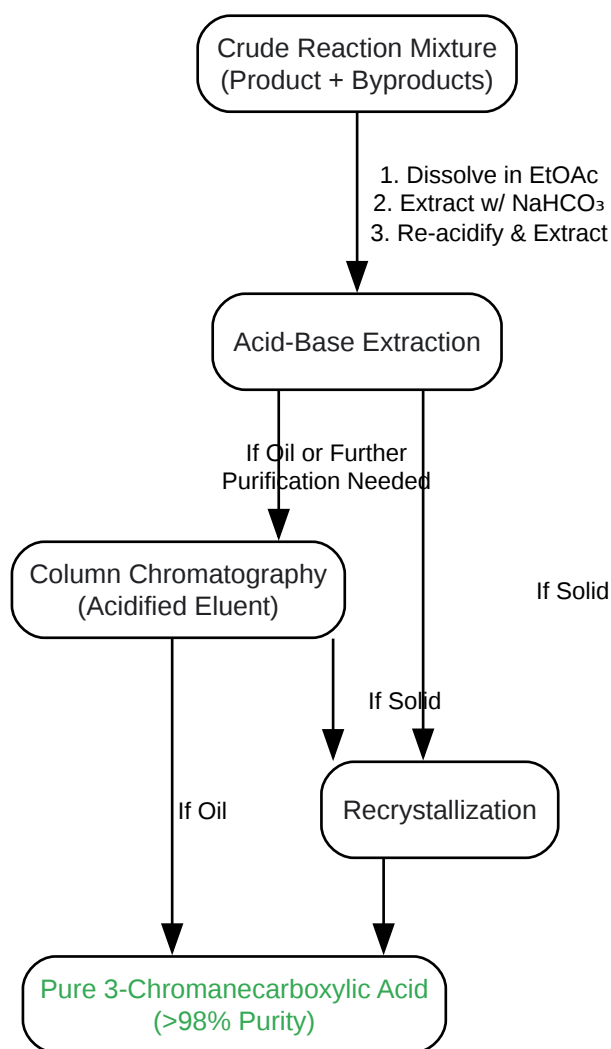 Crude Reaction Mixture
(Product + Byproducts)
1. Dissolve in EtOAc
2. Extract w/ NaHCO₃
3. Re-acidify & Extract
Acid-Base Extraction
If Oil or Further
Purification Needed
Column Chromatography
(Acidified Eluent)
If Solid
If Solid
If Oil
Recrystallization
Pure 3-Chromanecarboxylic Acid
(>98% Purity)